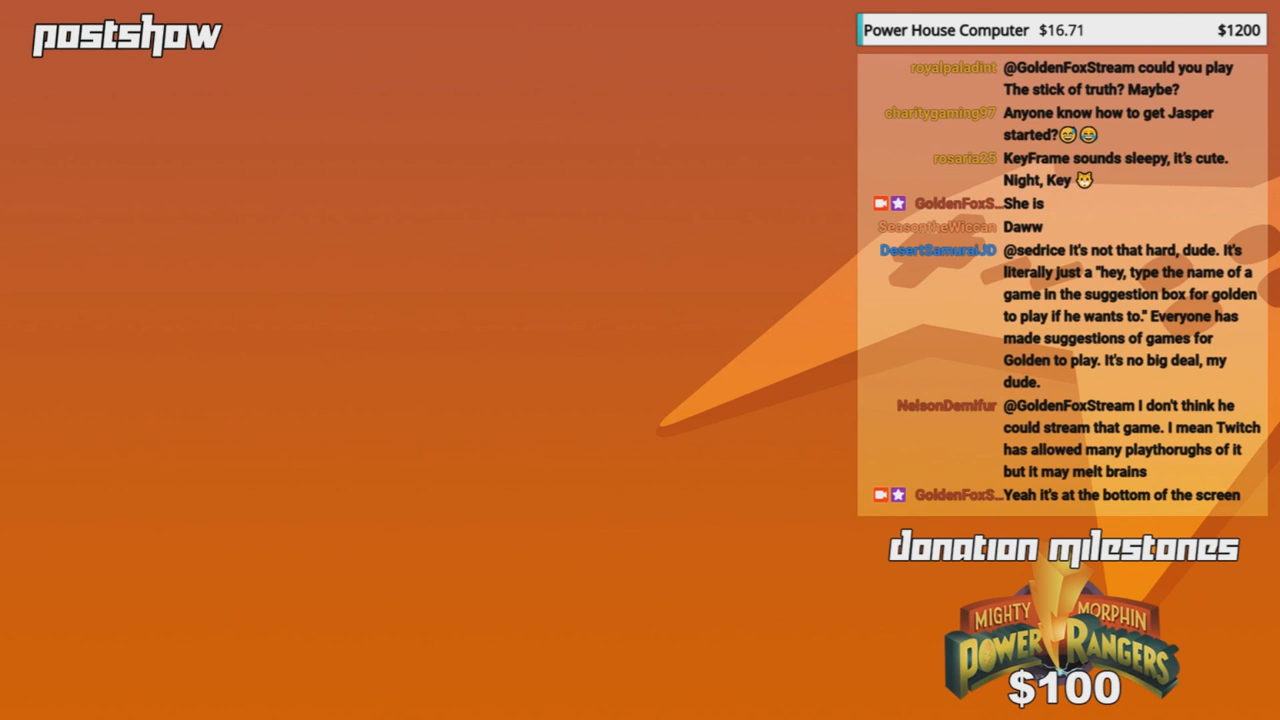 postshow
Power House Computer $16.71 $1200
royalpaladint @GoldenFoxStream could you play
The stick of truth? Maybe?
charitygaming97 Anyone know how to get Jasper
started?😅😂
rosaria25 KeyFrame sounds sleepy, it's cute.
Night, Key 🐱
GoldenFoxS... She is
SeasontheWiccan Daww
DesertSamuraiJD @sedrice It's not that hard, dude. It's
literally just a "hey, type the name of a
game in the suggestion box for golden
to play if he wants to." Everyone has
made suggestions of games for
Golden to play. It's no big deal, my
dude.
NelsonDemifur @GoldenFoxStream I don't think he
could stream that game. I mean Twitch
has allowed many playthorughs of it
but it may melt brains
GoldenFoxS... Yeah it's at the bottom of the screen
donation milestones
MIGHTY MORPHIN
POWER RANGERS
$100